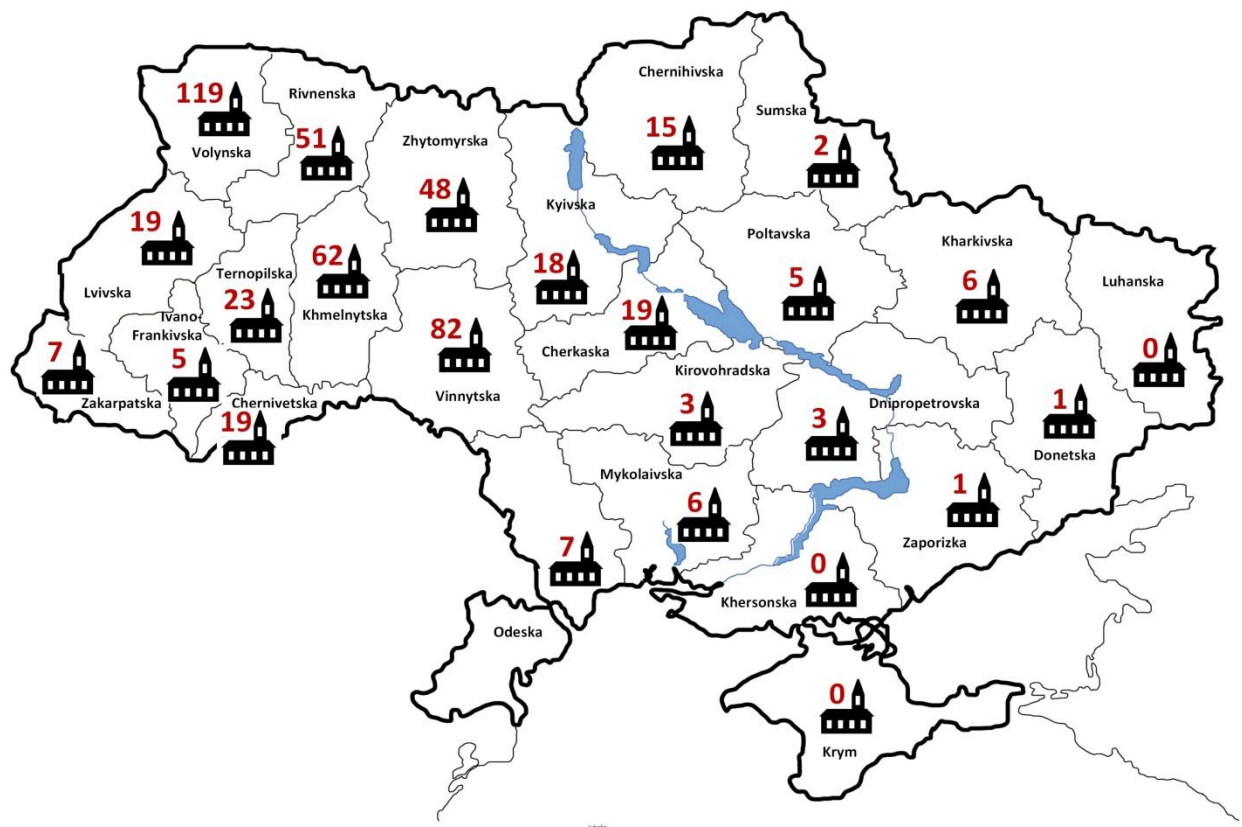 Chernihivska
15
Sumska
2
Rivnenska
51
119
Volynska
Zhytomyrska
48
Kyivska
18
19
Lvivska
Ternopilska
23
62
Khmelnytska
Poltavska
5
Kharkivska
6
Luhanska
0
Ivano-
Frankivska
5
7
Zakarpatska
Chernivetska
19
82
Vinnytska
Cherkaska
19
Kirovohradska
3
Dnipropetrovska
3
1
Donetska
Mykolaivska
6
1
Zaporizka
7
Odeska
0
Khersonska
0
Krym